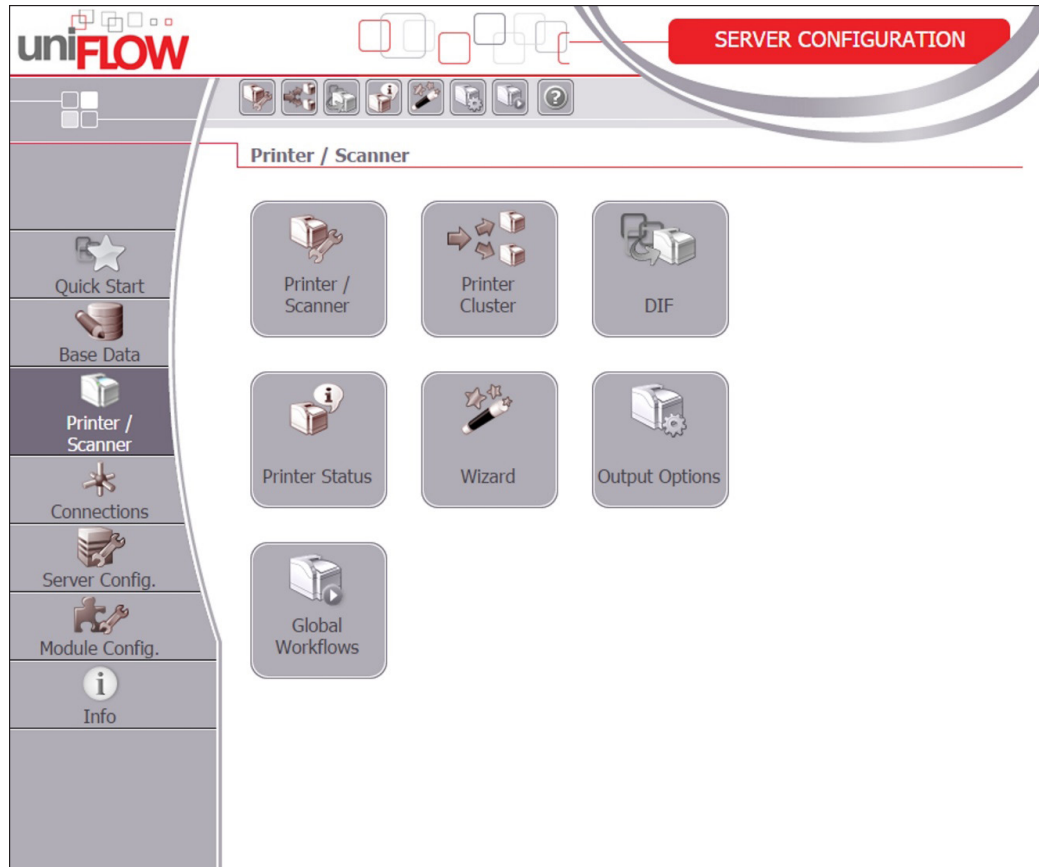 uniFLOW
SERVER CONFIGURATION
Printer / Scanner
Quick Start
Base Data
Printer /
Scanner
Connections
Server Config.
Module Config.
Info
Printer /
Scanner
Printer
Cluster
DIF
Printer Status
Wizard
Output Options
Global
Workflows